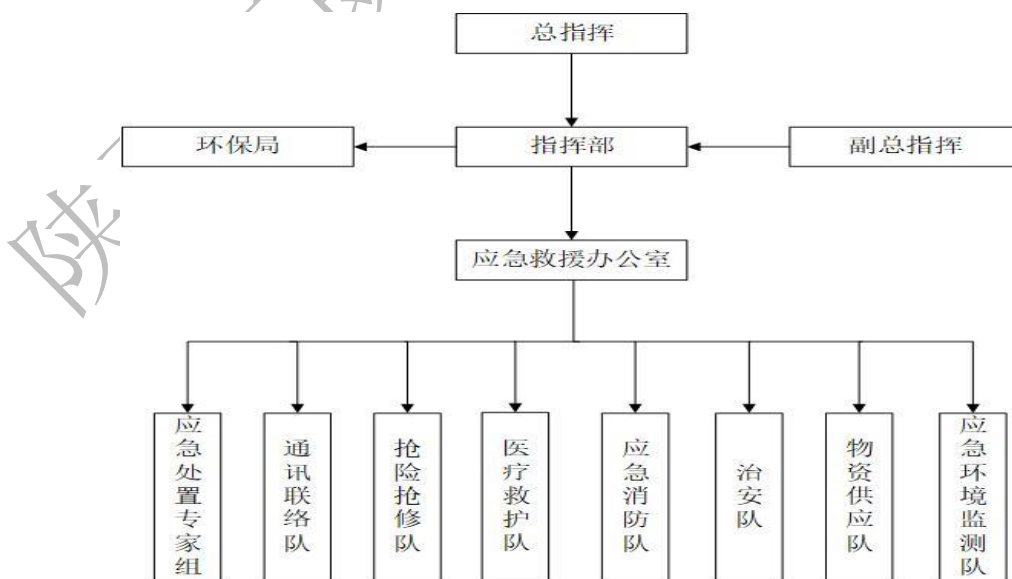 总指挥
环保局
指挥部
副总指挥
应急救援办公室
应急处置专家组
通讯联络队
抢险抢修队
医疗救护队
应急消防队
治安队
物资供应队
应急环境监测队
陕